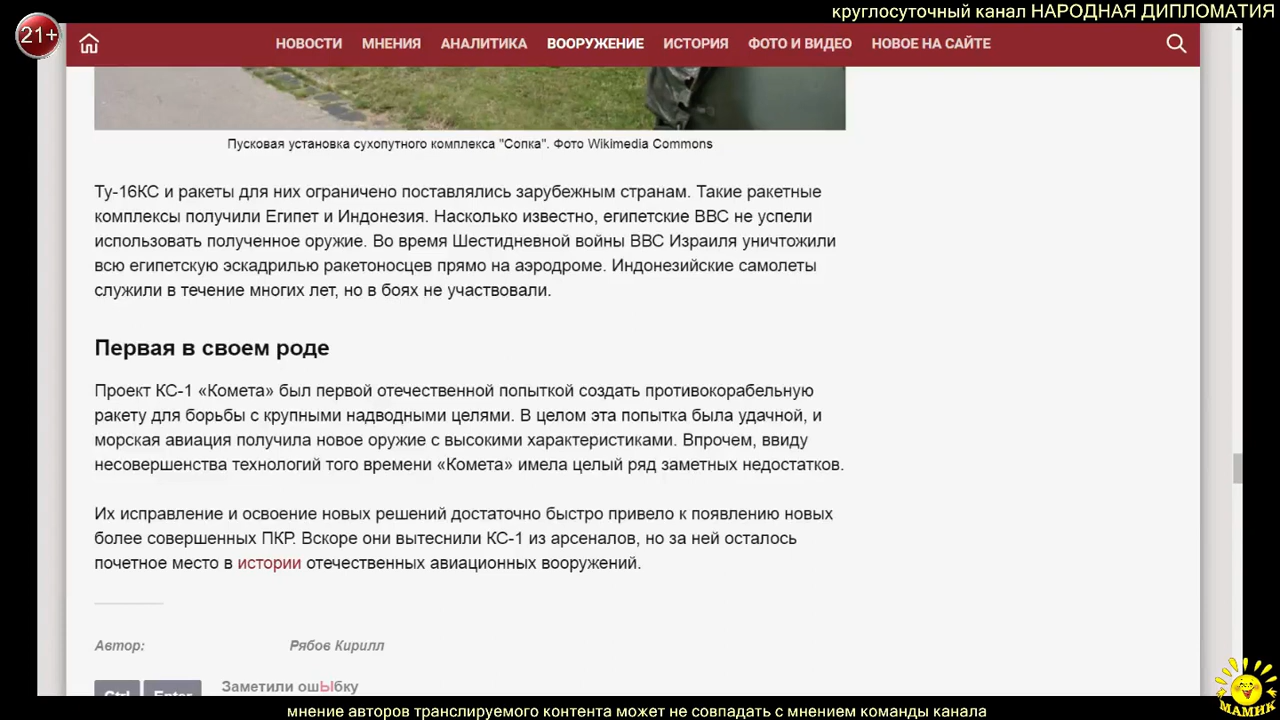 круглосуточный канал НАРОДНАЯ ДИПЛОМАТИЯ
21+
НОВОСТИ МНЕНИЯ АНАЛИТИКА ВООРУЖЕНИЕ ИСТОРИЯ ФОТО И ВИДЕО НОВОЕ НА САЙТЕ
Пусковая установка сухопутного комплекса "Сопка". Фото Wikimedia Commons
Ту-16КС и ракеты для них ограничено поставлялись зарубежным странам. Такие ракетные
комплексы получили Египет и Индонезия. Насколько известно, египетские ВВС не успели
использовать полученное оружие. Во время Шестидневной войны ВВС Израиля уничтожили
всю египетскую эскадрилью ракетоносцев прямо на аэродроме. Индонезийские самолеты
служили в течение многих лет, но в боях не участвовали.
Первая в своем роде
Проект КС-1 «Комета» был первой отечественной попыткой создать противокорабельную
ракету для борьбы с крупными надводными целями. В целом эта попытка была удачной, и
морская авиация получила новое оружие с высокими характеристиками. Впрочем, ввиду
несовершенства технологий того времени «Комета» имела целый ряд заметных недостатков.
Их исправление и освоение новых решений достаточно быстро привело к появлению новых
более совершенных ПКР. Вскоре они вытеснили КС-1 из арсеналов, но за ней осталось
почетное место в истории отечественных авиационных вооружений.
Автор: Рябов Кирилл
Ctrl Enter Заметили ошЫбку
МАМИК
мнение авторов транслируемого контента может не совпадать с мнением команды канала